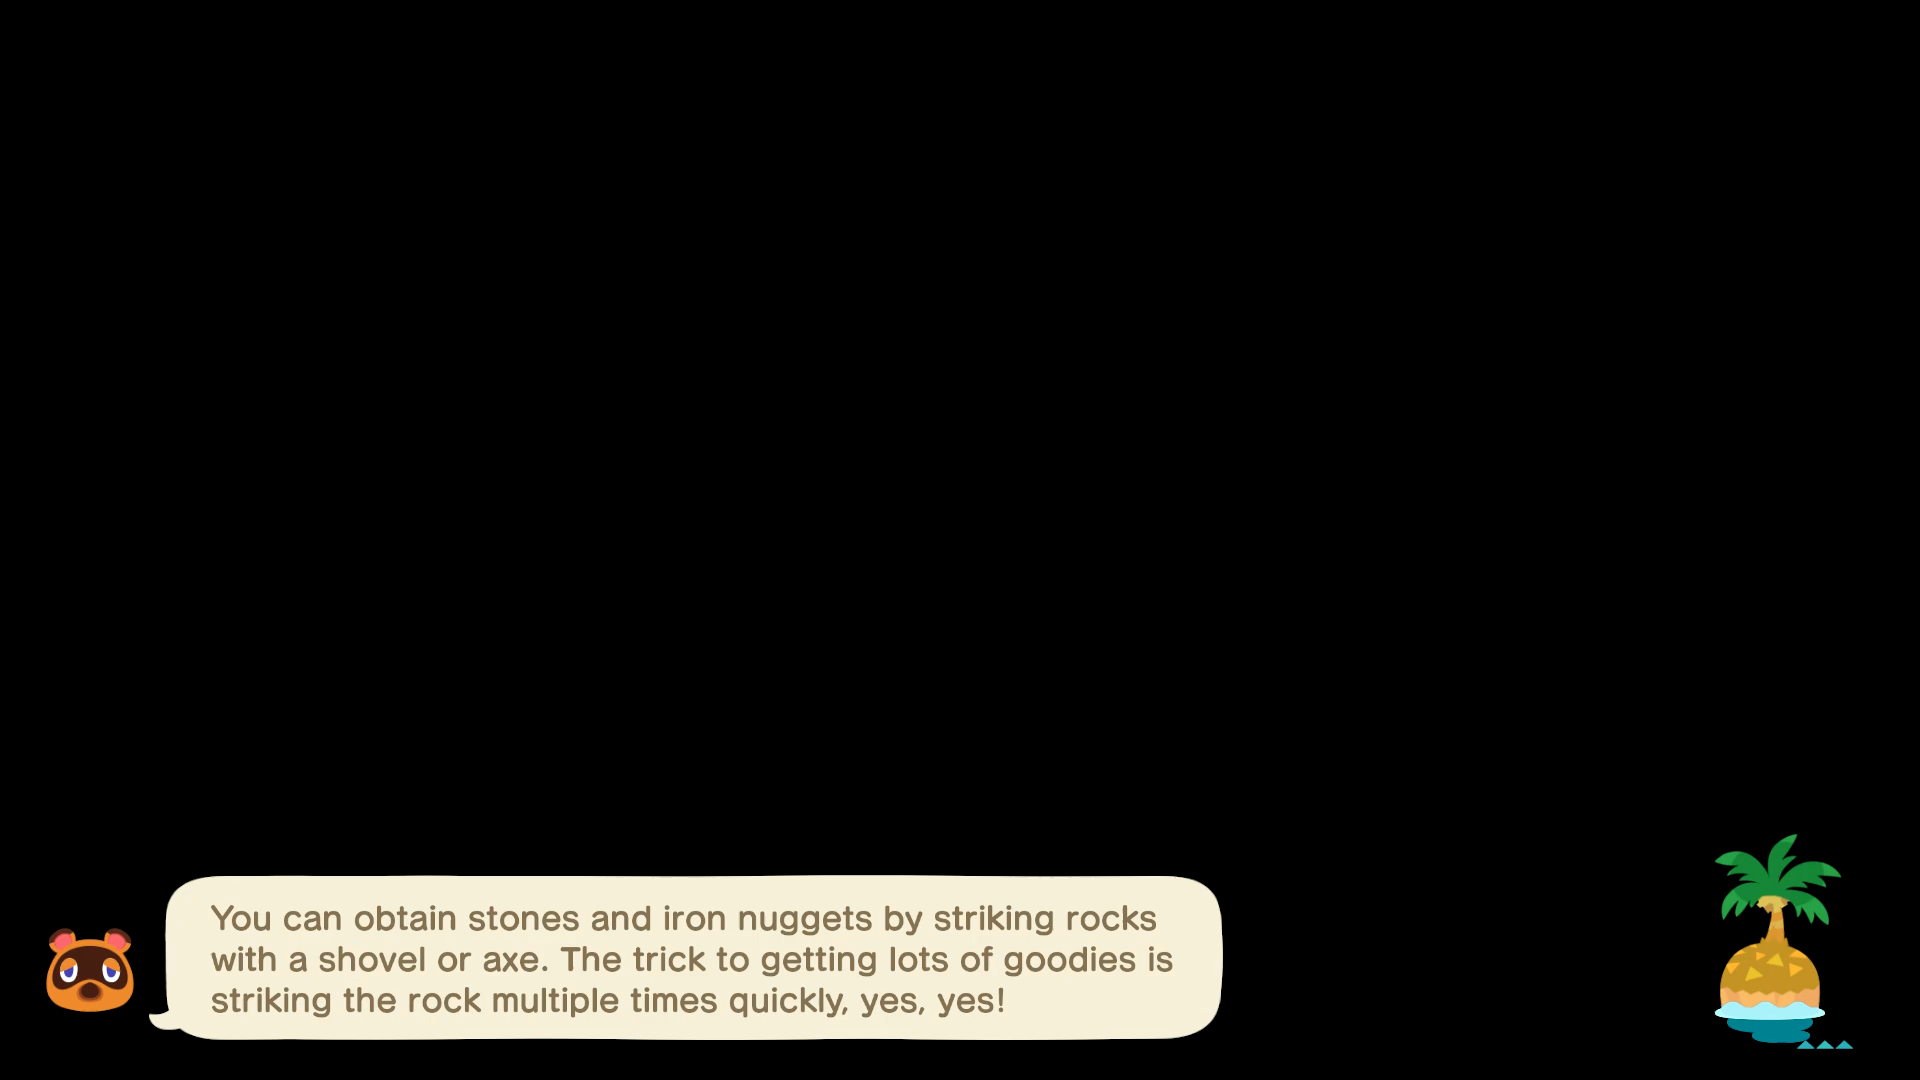 You can obtain stones and iron nuggets by striking rocks
with a shovel or axe. The trick to getting lots of goodies is
striking the rock multiple times quickly, yes, yes!